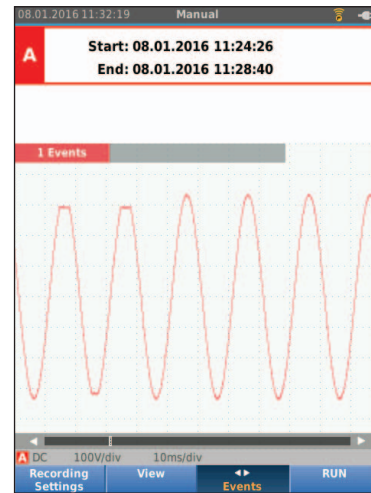 08.01.2016 11:32:19 Manual
A
Start: 08.01.2016 11:24:26
End: 08.01.2016 11:28:40
1 Events
A DC 100V/div 10ms/div
Recording Settings View Events RUN